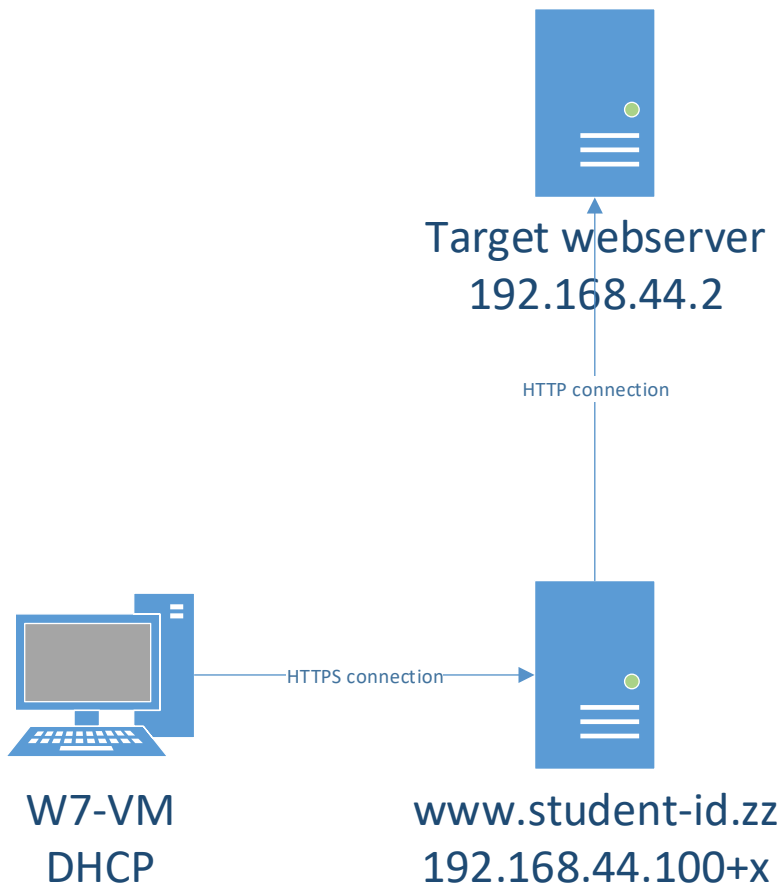 Target webserver
192.168.44.2
HTTP connection
HTTPS connection
W7-VM
DHCP
www.student-id.zz
192.168.44.100+x